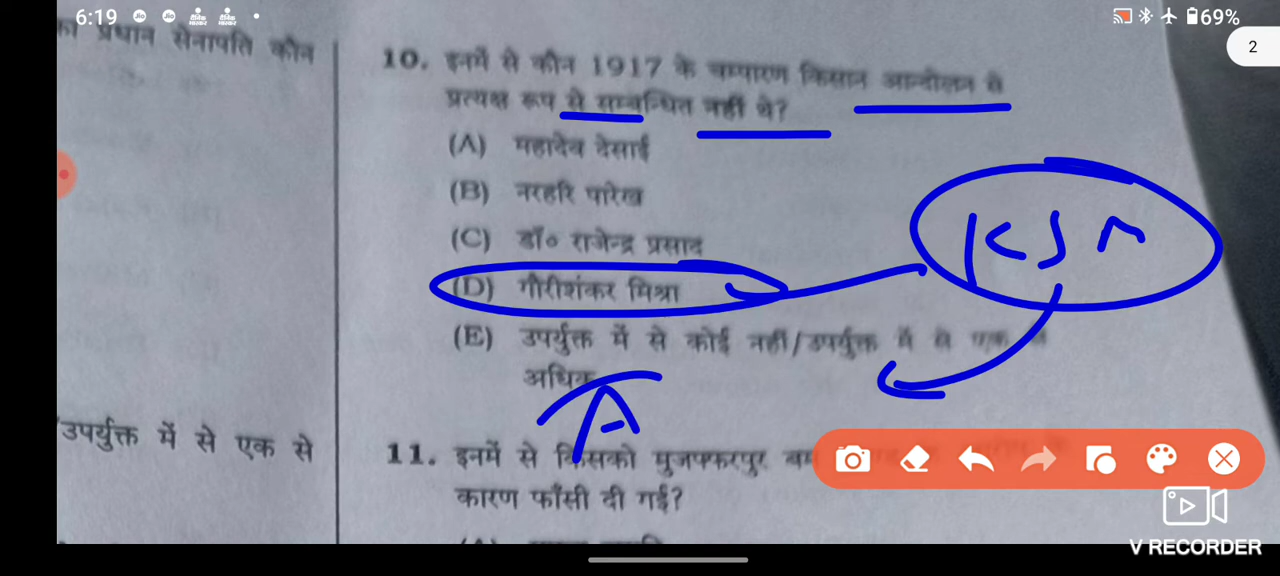 6:19
69%
2
का प्रधान सेनापति कौन
10. इनमें से कौन 1917 के चम्पारण किसान आन्दोलन से
प्रत्यक्ष रूप से सम्बन्धित नहीं थे?
(A) महादेव देसाई
(B) नरहरि पारेख
(C) डॉ० राजेन्द्र प्रसाद
(D) गौरीशंकर मिश्रा
KSM
(E) उपर्युक्त में से कोई नहीं/उपर्युक्त में से एक से
अधिक
उपर्युक्त में से एक से
11. इनमें से किसको मुजफ्फरपुर बम
कारण फाँसी दी गई?
V RECORDER